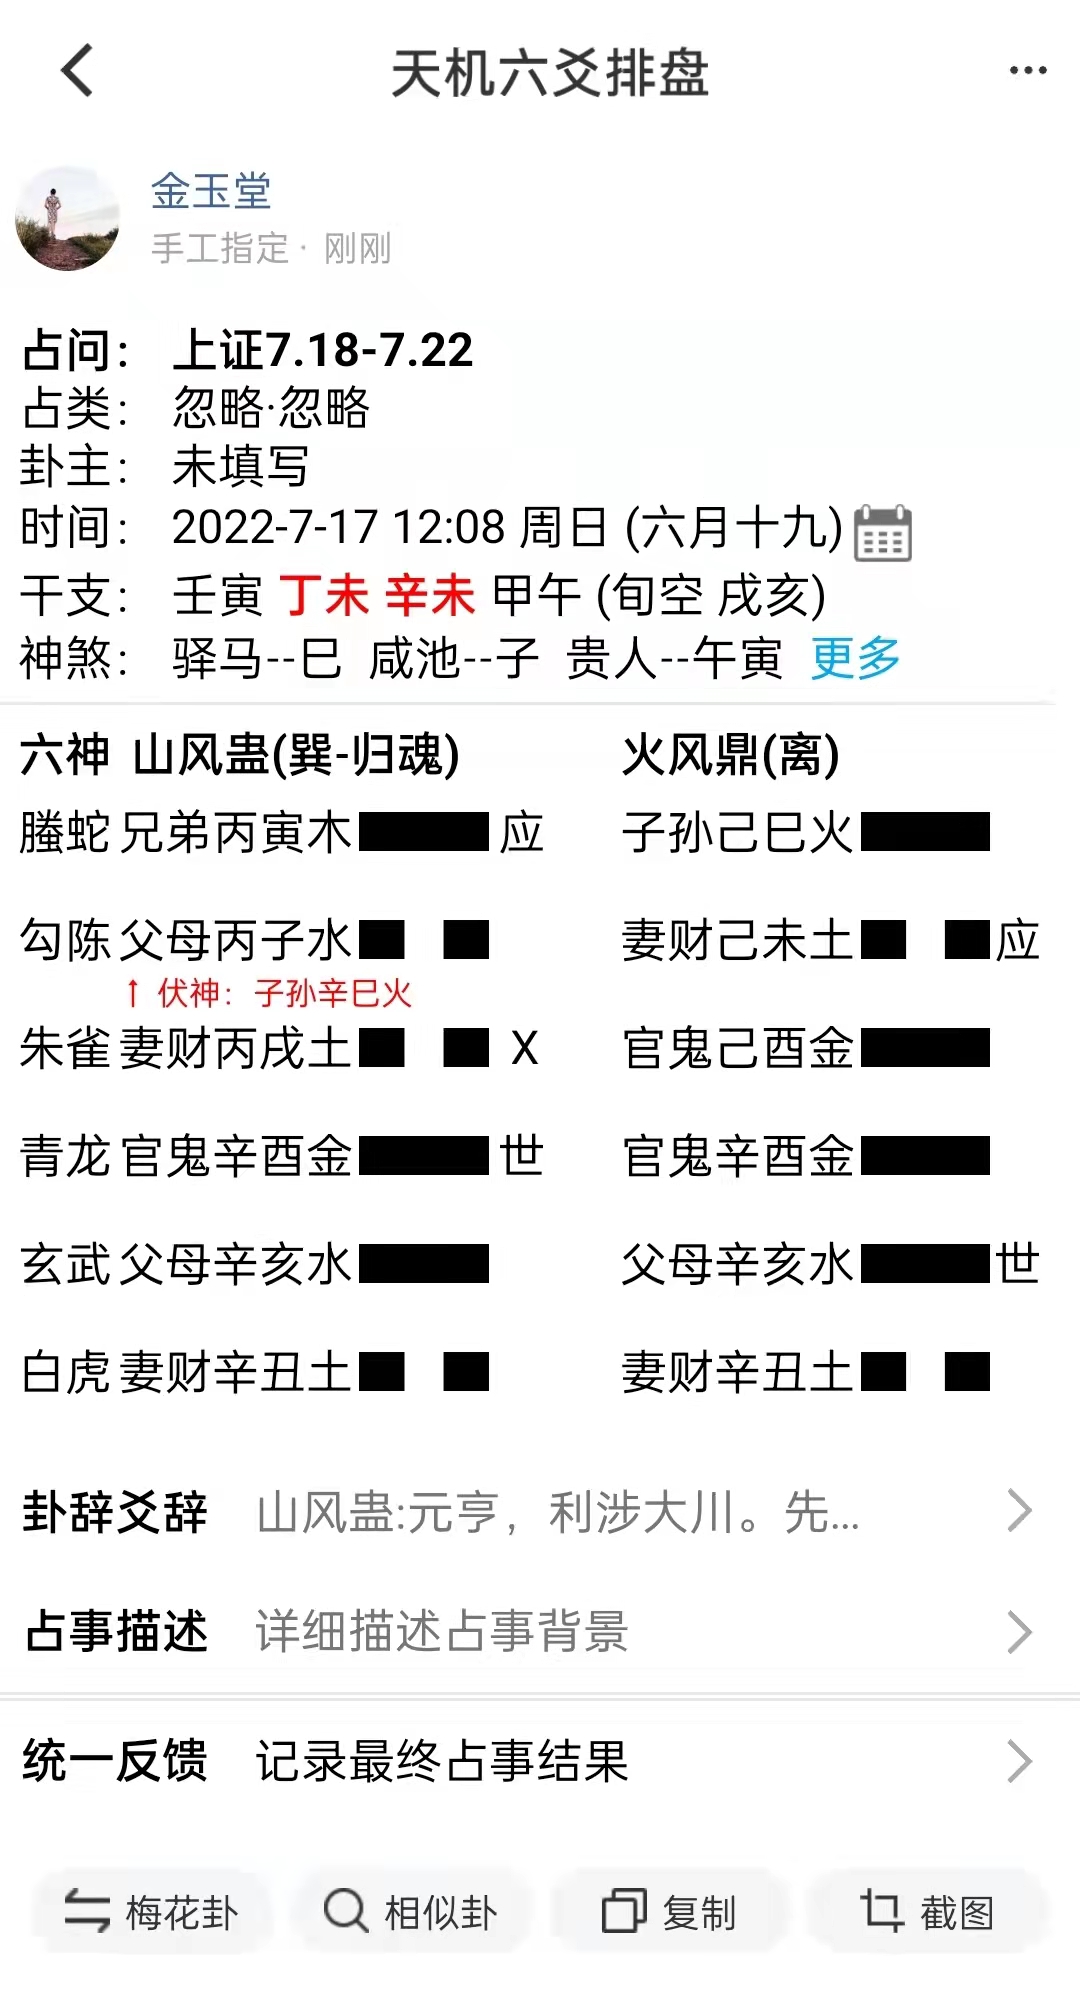 天机六爻排盘
金玉堂
手工指定· 刚刚
占问： 上证7.18-7.22
占类： 忽略·忽略
卦主： 未填写
时间： 2022-7-17 12:08 周日 (六月十九)
干支： 壬寅 丁未 辛未 甲午 (旬空 戌亥)
神煞： 驿马--巳 咸池--子 贵人--午寅 更多
六神 山风蛊(巽-归魂) 火风鼎(离)
螣蛇 兄弟丙寅木 应 子孙己巳火
勾陈 父母丙子水 妻财己未土 应
↑ 伏神：子孙辛巳火
朱雀 妻财丙戌土 X 官鬼己酉金
青龙 官鬼辛酉金 世 官鬼辛酉金
玄武 父母辛亥水 父母辛亥水 世
白虎 妻财辛丑土 妻财辛丑土
卦辞爻辞 山风蛊:元亨，利涉大川。先...
占事描述 详细描述占事背景
统一反馈 记录最终占事结果
梅花卦 相似卦 复制 截图